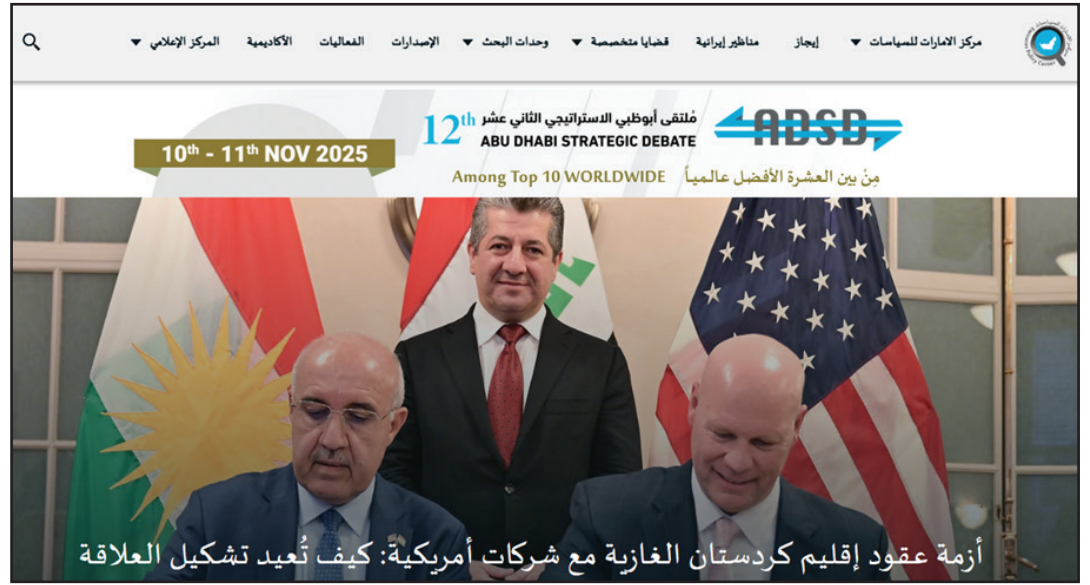 مركز الامارات للسياسات إيجاز مناظير إيرانية قضايا متخصصة وحدات البحث الإصدارات الفعاليات الأكاديمية المركز الإعلامي
ABSD
مُلتقى أبوظبي الاستراتيجي الثاني عشر 12th
ABU DHABI STRATEGIC DEBATE
10th - 11th NOV 2025
مِنْ بين العشرة الأفضل عالمياً Among Top 10 WORLDWIDE
أزمة عقود إقليم كردستان الغازية مع شركات أمريكية: كيف تُعيد تشكيل العلاقة